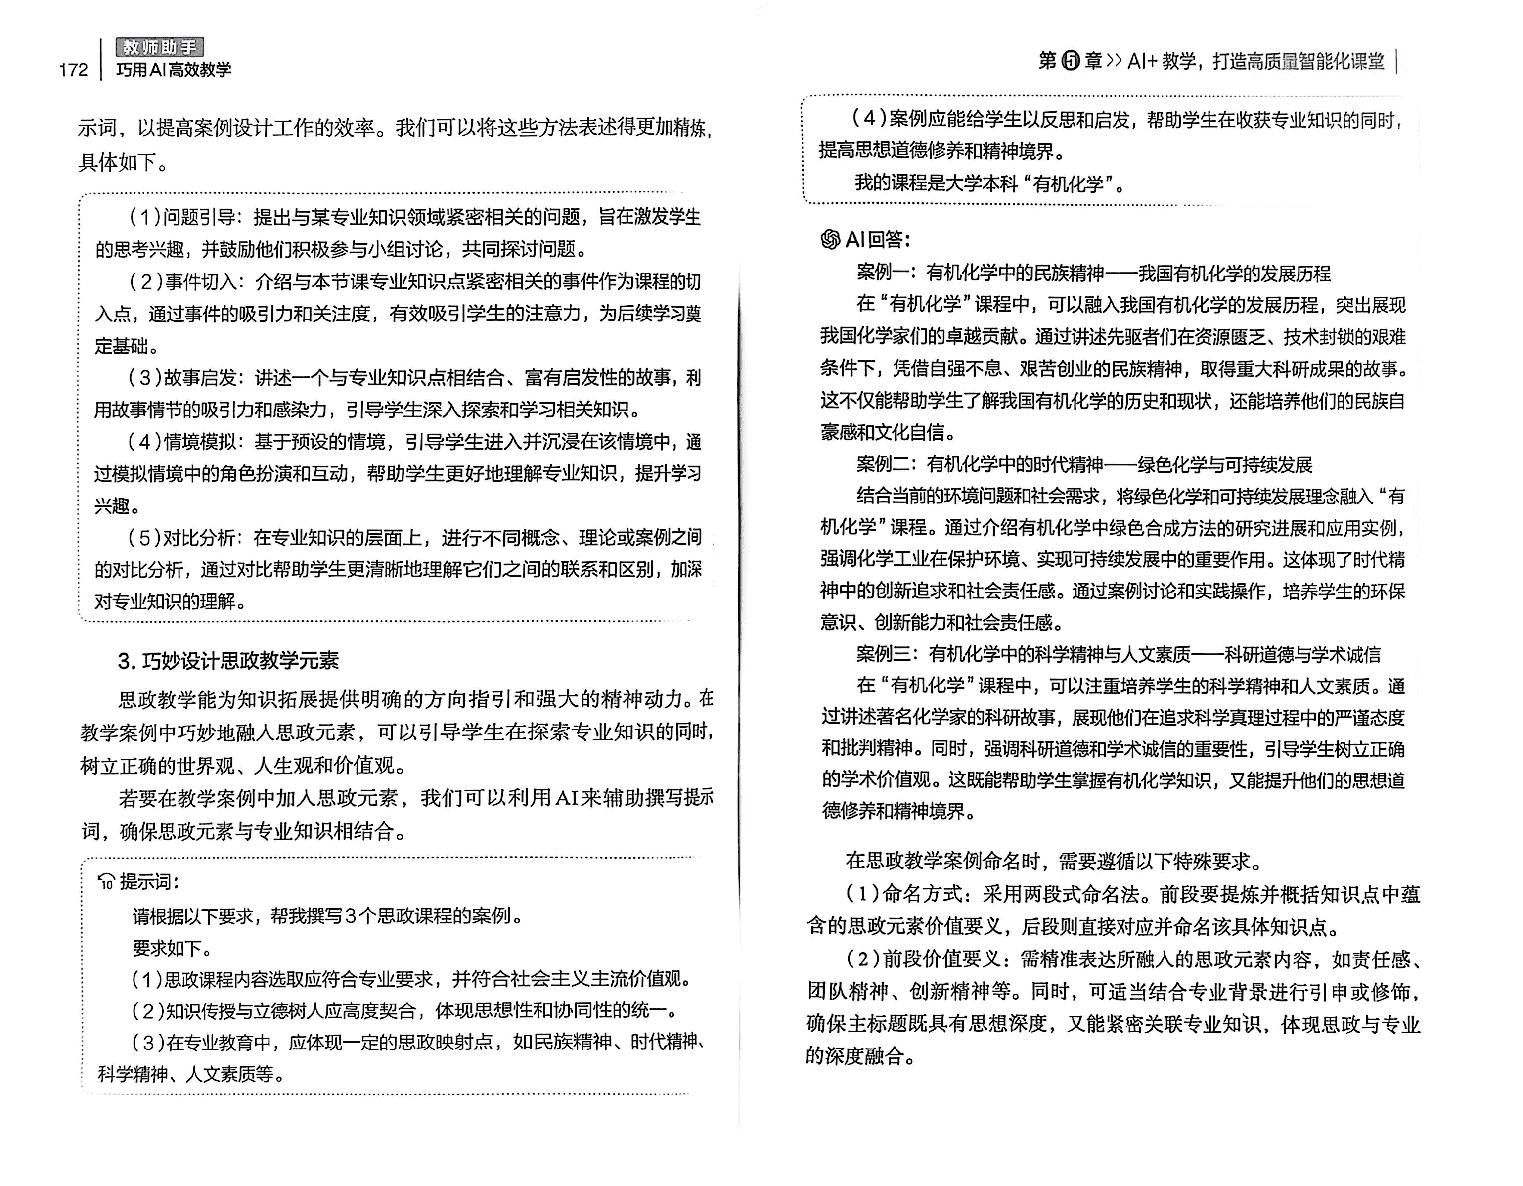 172
教师助手
巧用AI高效教学
示词，以提高案例设计工作的效率。我们可以将这些方法表述得更加精炼，
具体如下。
（1）问题引导：提出与某专业知识领域紧密相关的问题，旨在激发学生
的思考兴趣，并鼓励他们积极参与小组讨论，共同探讨问题。
（2）事件切入：介绍与本节课专业知识点紧密相关的事件作为课程的切
入点，通过事件的吸引力和关注度，有效吸引学生的注意力，为后续学习奠
定基础。
（3）故事启发：讲述一个与专业知识点相结合、富有启发性的故事，利
用故事情节的吸引力和感染力，引导学生深入探索和学习相关知识。
（4）情境模拟：基于预设的情境，引导学生进入并沉浸在该情境中，通
过模拟情境中的角色扮演和互动，帮助学生更好地理解专业知识，提升学习
兴趣。
（5）对比分析：在专业知识的层面上，进行不同概念、理论或案例之间
的对比分析，通过对比帮助学生更清晰地理解它们之间的联系和区别，加深
对专业知识的理解。
3. 巧妙设计思政教学元素
思政教学能为知识拓展提供明确的方向指引和强大的精神动力。在
教学案例中巧妙地融入思政元素，可以引导学生在探索专业知识的同时，
树立正确的世界观、人生观和价值观。
若要在教学案例中加入思政元素，我们可以利用AI来辅助撰写提示
词，确保思政元素与专业知识相结合。
提示词：
请根据以下要求，帮我撰写3个思政课程的案例。
要求如下。
（1）思政课程内容选取应符合专业要求，并符合社会主义主流价值观。
（2）知识传授与立德树人应高度契合，体现思想性和协同性的统一。
（3）在专业教育中，应体现一定的思政映射点，如民族精神、时代精神、
科学精神、人文素质等。
第5章 >> AI+教学，打造高质量智能化课堂
（4）案例应能给学生以反思和启发，帮助学生在收获专业知识的同时，
提高思想道德修养和精神境界。
我的课程是大学本科“有机化学”。
AI回答：
案例一：有机化学中的民族精神——我国有机化学的发展历程
在“有机化学”课程中，可以融入我国有机化学的发展历程，突出展现
我国化学家们的卓越贡献。通过讲述先驱者们在资源匮乏、技术封锁的艰难
条件下，凭借自强不息、艰苦创业的民族精神，取得重大科研成果的故事。
这不仅能帮助学生了解我国有机化学的历史和现状，还能培养他们的民族自
豪感和文化自信。
案例二：有机化学中的时代精神——绿色化学与可持续发展
结合当前的环境问题和社会需求，将绿色化学和可持续发展理念融入“有
机化学”课程。通过介绍有机化学中绿色合成方法的研究进展和应用实例，
强调化学工业在保护环境、实现可持续发展中的重要作用。这体现了时代精
神中的创新追求和社会责任感。通过案例讨论和实践操作，培养学生的环保
意识、创新能力和社会责任感。
案例三：有机化学中的科学精神与人文素质——科研道德与学术诚信
在“有机化学”课程中，可以注重培养学生的科学精神和人文素质。通
过讲述著名化学家的科研故事，展现他们在追求科学真理过程中的严谨态度
和批判精神。同时，强调科研道德和学术诚信的重要性，引导学生树立正确
的学术价值观。这既能帮助学生掌握有机化学知识，又能提升他们的思想道
德修养和精神境界。
在思政教学案例命名时，需要遵循以下特殊要求。
（1）命名方式：采用两段式命名法。前段要提炼并概括知识点中蕴
含的思政元素价值要义，后段则直接对应并命名该具体知识点。
（2）前段价值要义：需精准表达所融入的思政元素内容，如责任感、
团队精神、创新精神等。同时，可适当结合专业背景进行引申或修饰，
确保主标题既具有思想深度，又能紧密关联专业知识，体现思政与专业
的深度融合。